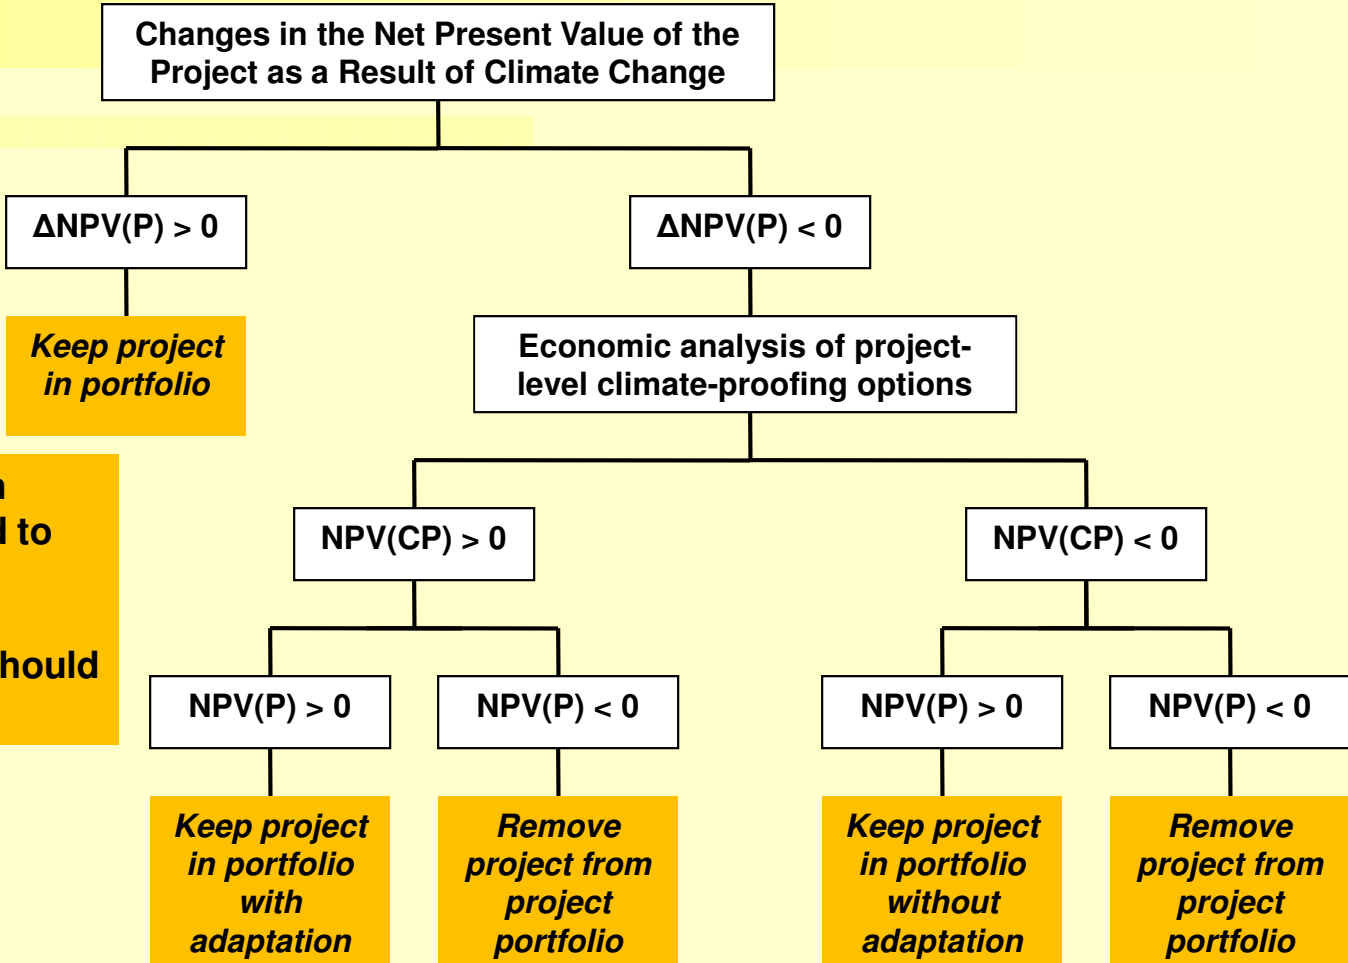 Changes in the Net Present Value of the
Project as a Result of Climate Change
ΔNPV(P) > 0
ΔNPV(P) < 0
Keep project
in portfolio
Economic analysis of project-
level climate-proofing options
to
hould
NPV(CP) > 0
NPV(CP) < 0
NPV(P) > 0
NPV(P) < 0
NPV(P) > 0
NPV(P) < 0
Keep project
in portfolio
with
adaptation
Remove
project from
project
portfolio
Keep project
in portfolio
without
adaptation
Remove
project from
project
portfolio